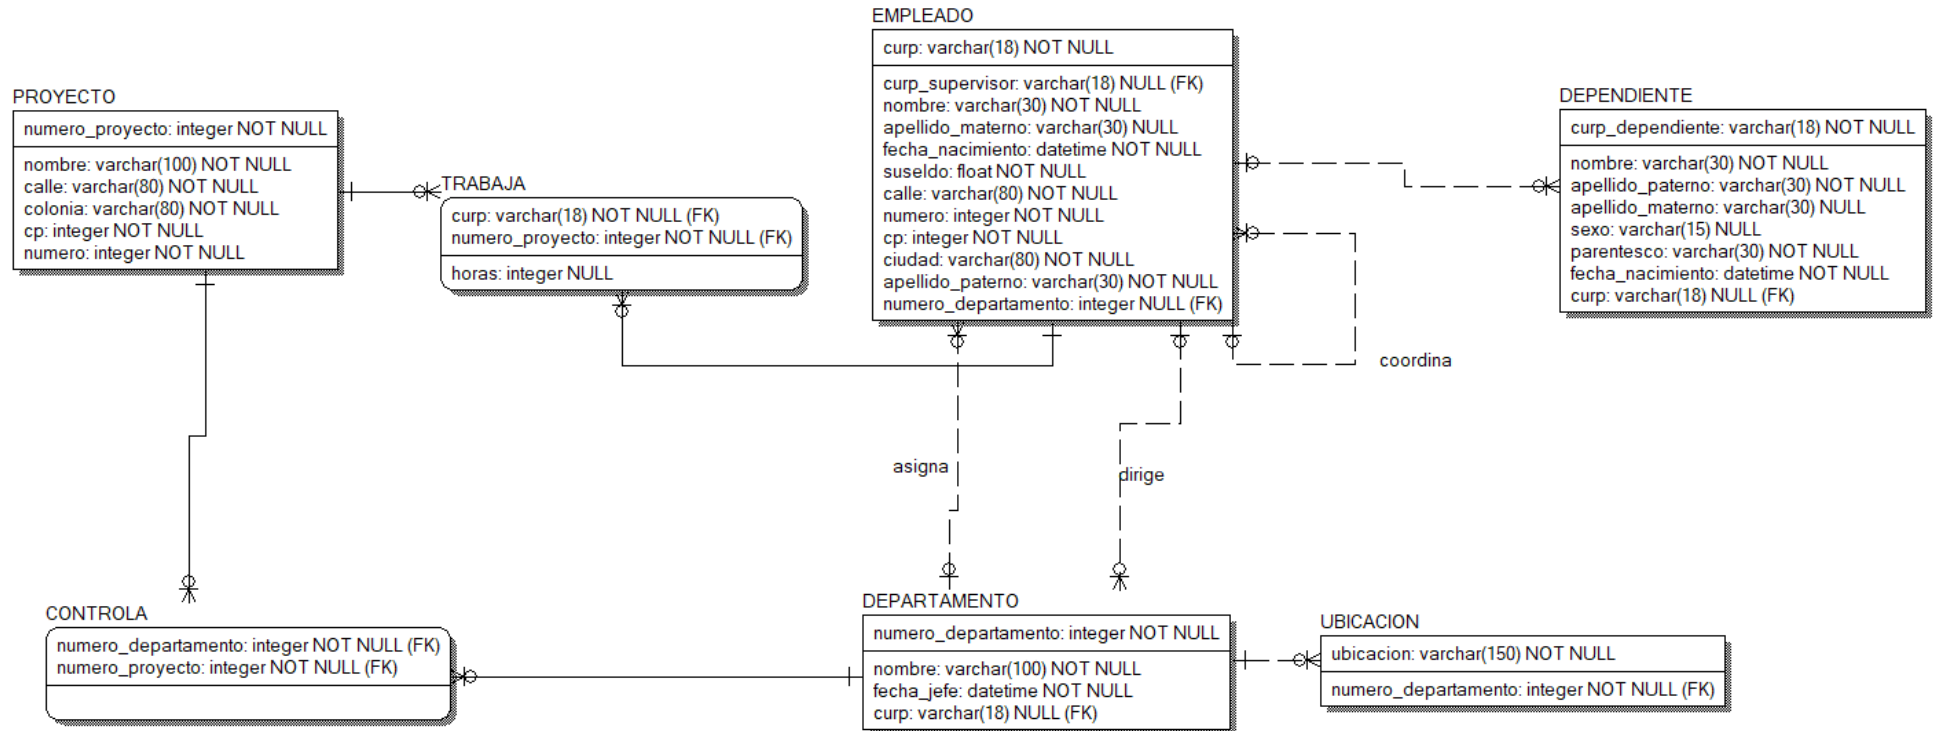 EMPLEADO
curp: varchar(18) NOT NULL
curp_supervisor: varchar(18) NULL (FK)
nombre: varchar(30) NOT NULL
apellido_materno: varchar(30) NULL
fecha_nacimiento: datetime NOT NULL
suseldo: float NOT NULL
calle: varchar(80) NOT NULL
numero: integer NOT NULL
cp: integer NOT NULL
ciudad: varchar(80) NOT NULL
apellido_paterno: varchar(30) NOT NULL
numero_departamento: integer NULL (FK)
PROYECTO
numero_proyecto: integer NOT NULL
nombre: varchar(100) NOT NULL
calle: varchar(80) NOT NULL
colonia: varchar(80) NOT NULL
cp: integer NOT NULL
numero: integer NOT NULL
TRABAJA
curp: varchar(18) NOT NULL (FK)
numero_proyecto: integer NOT NULL (FK)
horas: integer NULL
DEPENDIENTE
curp_dependiente: varchar(18) NOT NULL
nombre: varchar(30) NOT NULL
apellido_paterno: varchar(30) NOT NULL
apellido_materno: varchar(30) NULL
sexo: varchar(15) NULL
parentesco: varchar(30) NOT NULL
fecha_nacimiento: datetime NOT NULL
curp: varchar(18) NULL (FK)
coordina
asigna
dirige
CONTROLA
numero_departamento: integer NOT NULL (FK)
numero_proyecto: integer NOT NULL (FK)
DEPARTAMENTO
numero_departamento: integer NOT NULL
nombre: varchar(100) NOT NULL
fecha_jefe: datetime NOT NULL
curp: varchar(18) NULL (FK)
UBICACION
ubicacion: varchar(150) NOT NULL
numero_departamento: integer NOT NULL (FK)